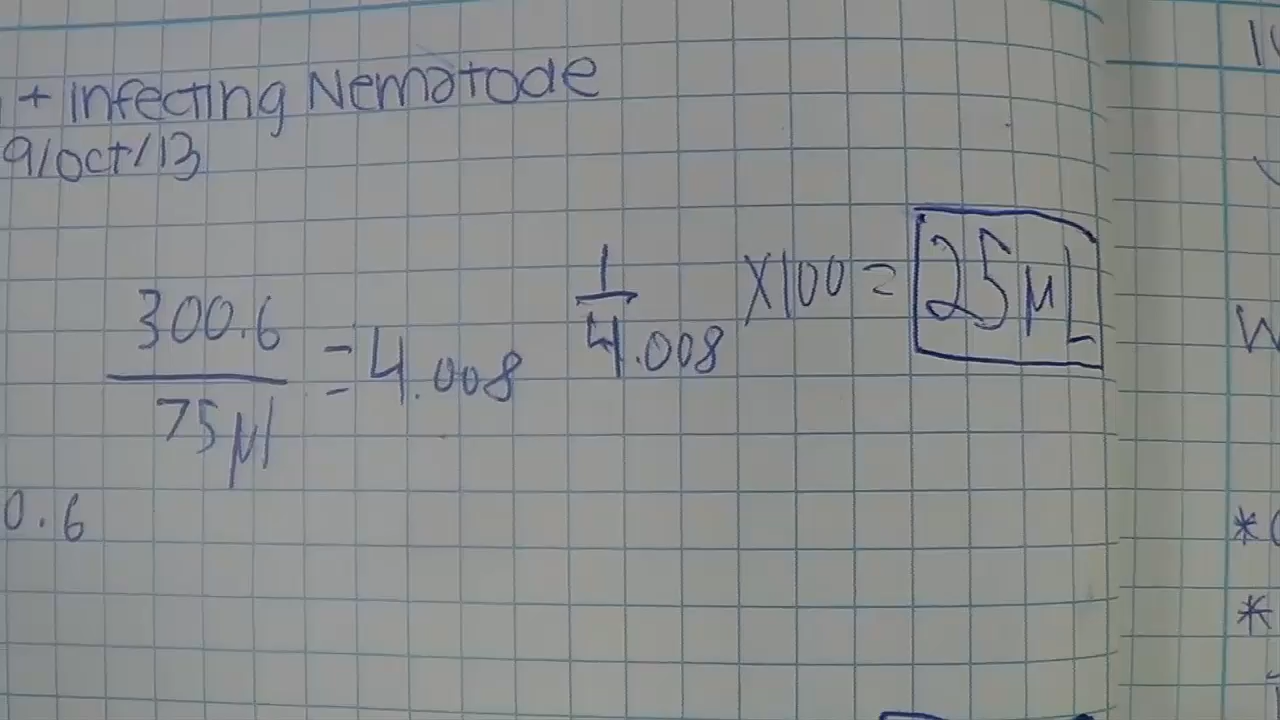 + Infecting Nematode
9/Oct/13
300.6 / 75 µl = 4.008
1 / 4.008 X100 = 25 µL
0.6
*
*